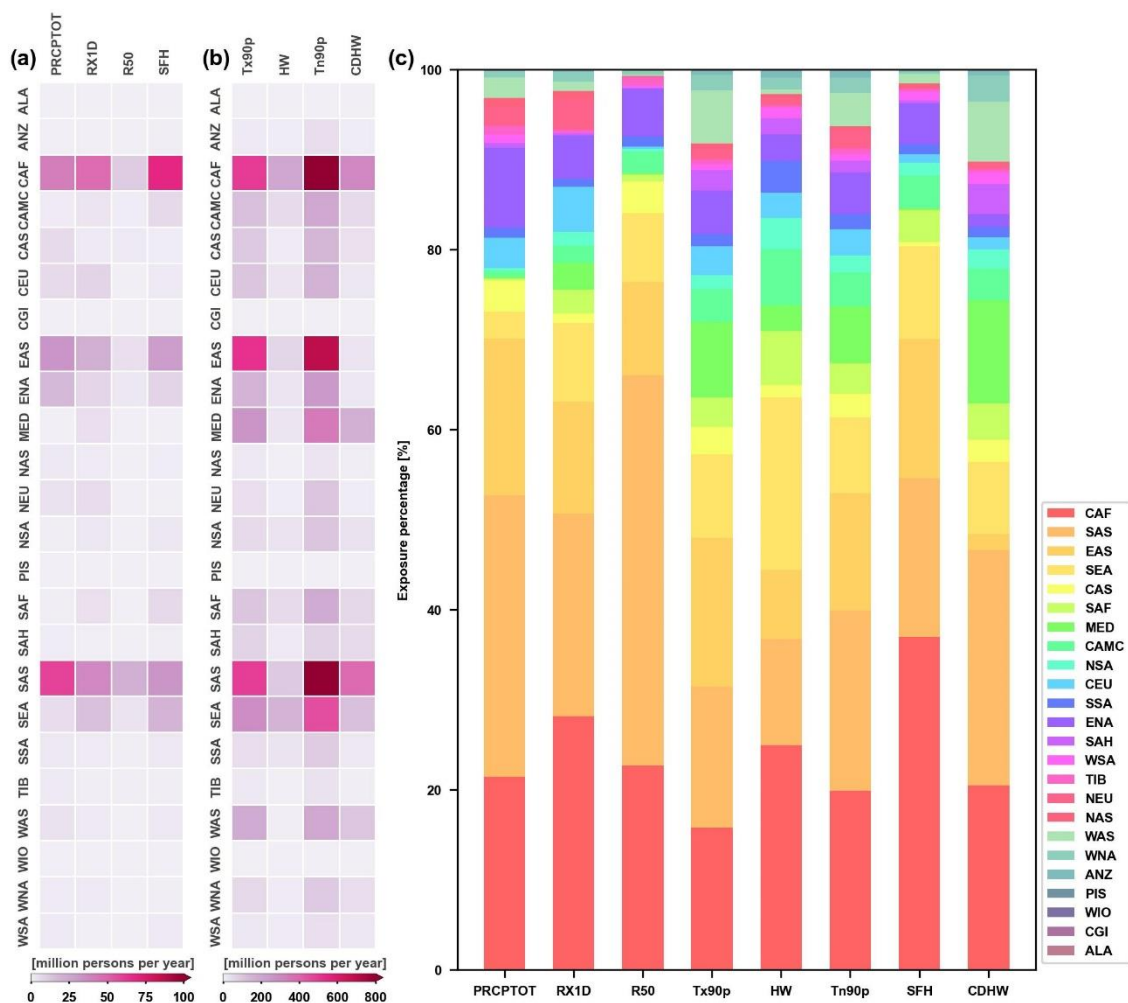 (a)
PRCPTOT
RX1D
R50
SFH
(b)
Tx90p
HW
Tn90p
CDHW
(c)
ALA
ANZ
CAF
CAMC
CAS
CEU
CGI
EAS
ENA
MED
NAS
NEU
NSA
PIS
SAF
SAH
SAS
SEA
SSA
TIB
WAS
WIO
WNA
WSA
[million persons per year]
0 25 50 75 100
ALA
ANZ
CAF
CAMC
CAS
CEU
CGI
EAS
ENA
MED
NAS
NEU
NSA
PIS
SAF
SAH
SAS
SEA
SSA
TIB
WAS
WIO
WNA
WSA
[million persons per year]
0 200 400 600 800
Exposure percentage [%]
100
80
60
40
20
0
PRCPTOT RX1D R50 Tx90p HW Tn90p SFH CDHW
CAF
SAS
EAS
SEA
CAS
SAF
MED
CAMC
NSA
CEU
SSA
ENA
SAH
WSA
TIB
NEU
NAS
WAS
WNA
ANZ
PIS
WIO
CGI
ALA